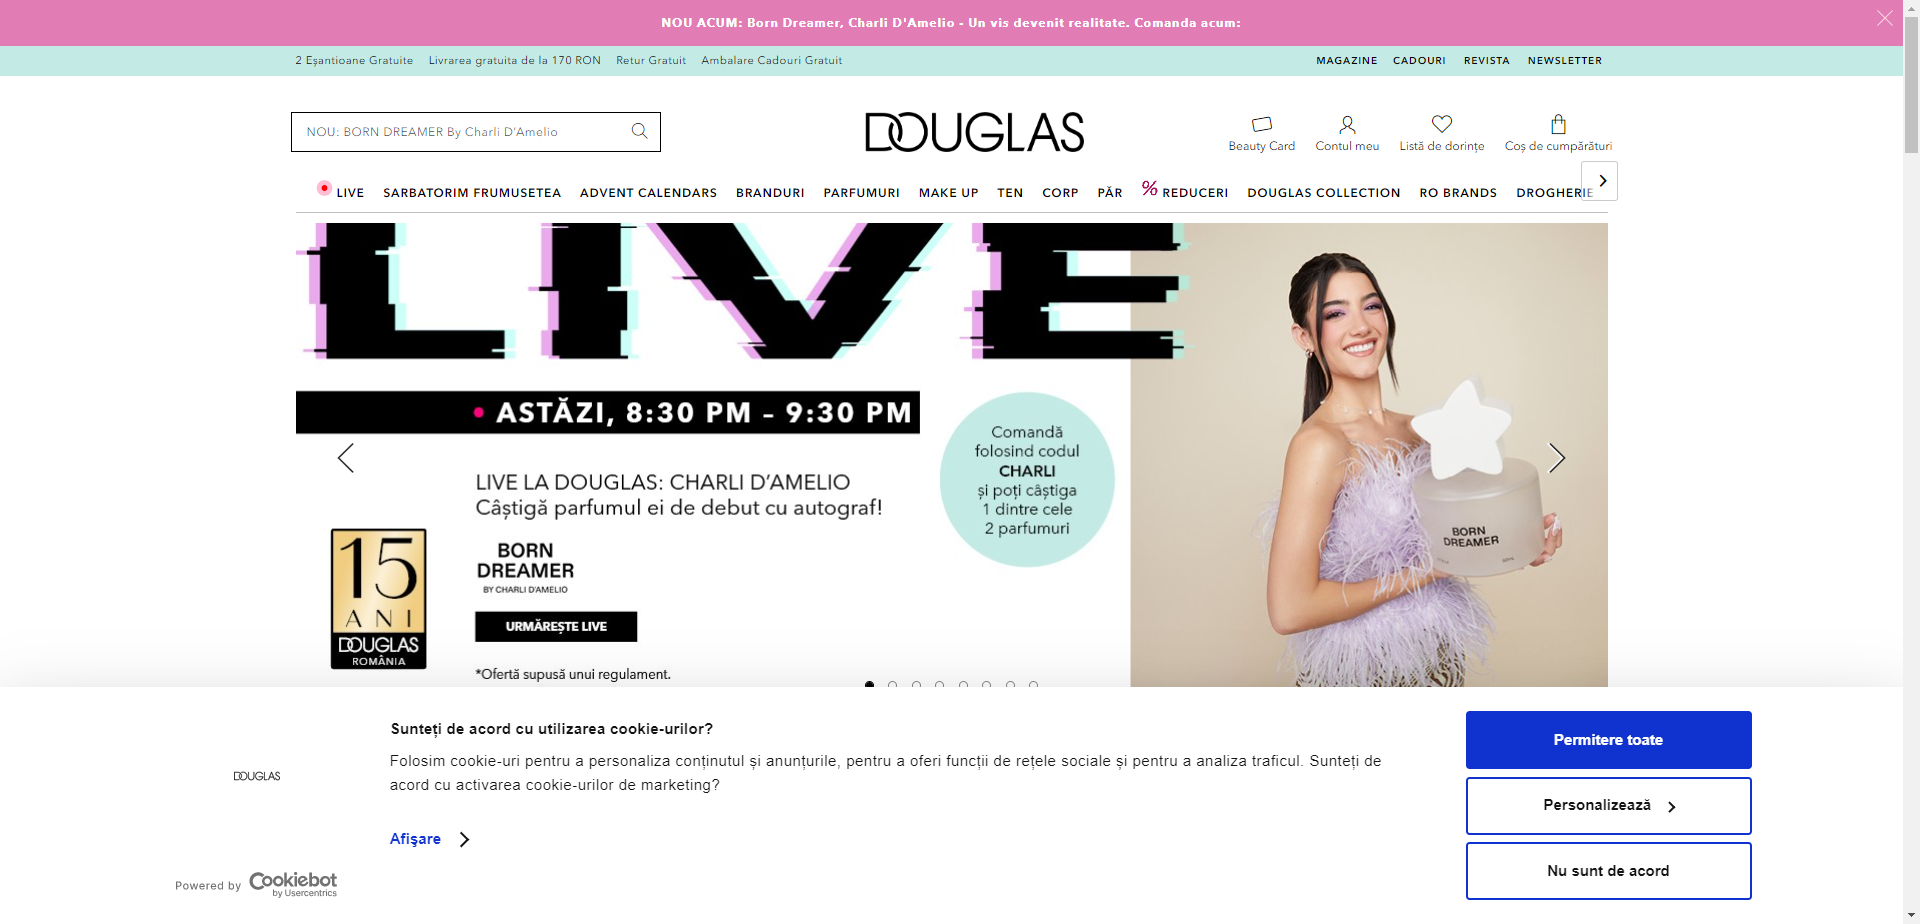 NOU ACUM: Born Dreamer, Charli D'Amelio - Un vis devenit realitate. Comanda acum:
2 Eșantioane Gratuite Livrarea gratuita de la 170 RON Retur Gratuit Ambalare Cadouri Gratuit MAGAZINE CADOURI REVISTA NEWSLETTER
NOU: BORN DREAMER By Charli D'Amelio
DOUGLAS
Beauty Card Contul meu Listă de dorințe Coș de cumpărături
LIVE SARBATORIM FRUMUSETEA ADVENT CALENDARS BRANDURI PARFUMURI MAKE UP TEN CORP PĂR % REDUCERI DOUGLAS COLLECTION RO BRANDS DROGHERIE
LIVE
• ASTĂZI, 8:30 PM – 9:30 PM
LIVE LA DOUGLAS: CHARLI D'AMELIO
Câștigă parfumul ei de debut cu autograf!
Comandă
folosind codul
CHARLI
și poți câștiga
1 dintre cele
2 parfumuri
BORN
DREAMER
BY CHARLI D'AMELIO
URMĂREȘTE LIVE
*Ofertă supusă unui regulament.
15
ANI
DOUGLAS
ROMÂNIA
BORN
DREAMER
Sunteți de acord cu utilizarea cookie-urilor?
Folosim cookie-uri pentru a personaliza conținutul și anunțurile, pentru a oferi funcții de rețele sociale și pentru a analiza traficul. Sunteți de
acord cu activarea cookie-urilor de marketing?
Afișare
DOUGLAS
Powered by Cookiebot
by Usercentrics
Permitere toate
Personalizează
Nu sunt de acord